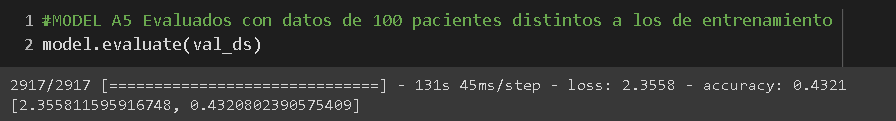 1 #MODEL A5 Evaluados con datos de 100 pacientes distintos a los de entrenamiento
2 model.evaluate(val_ds)
2917/2917 [==============================] - 131s 45ms/step - loss: 2.3558 - accuracy: 0.4321
[2.355811595916748, 0.4320802390575409]